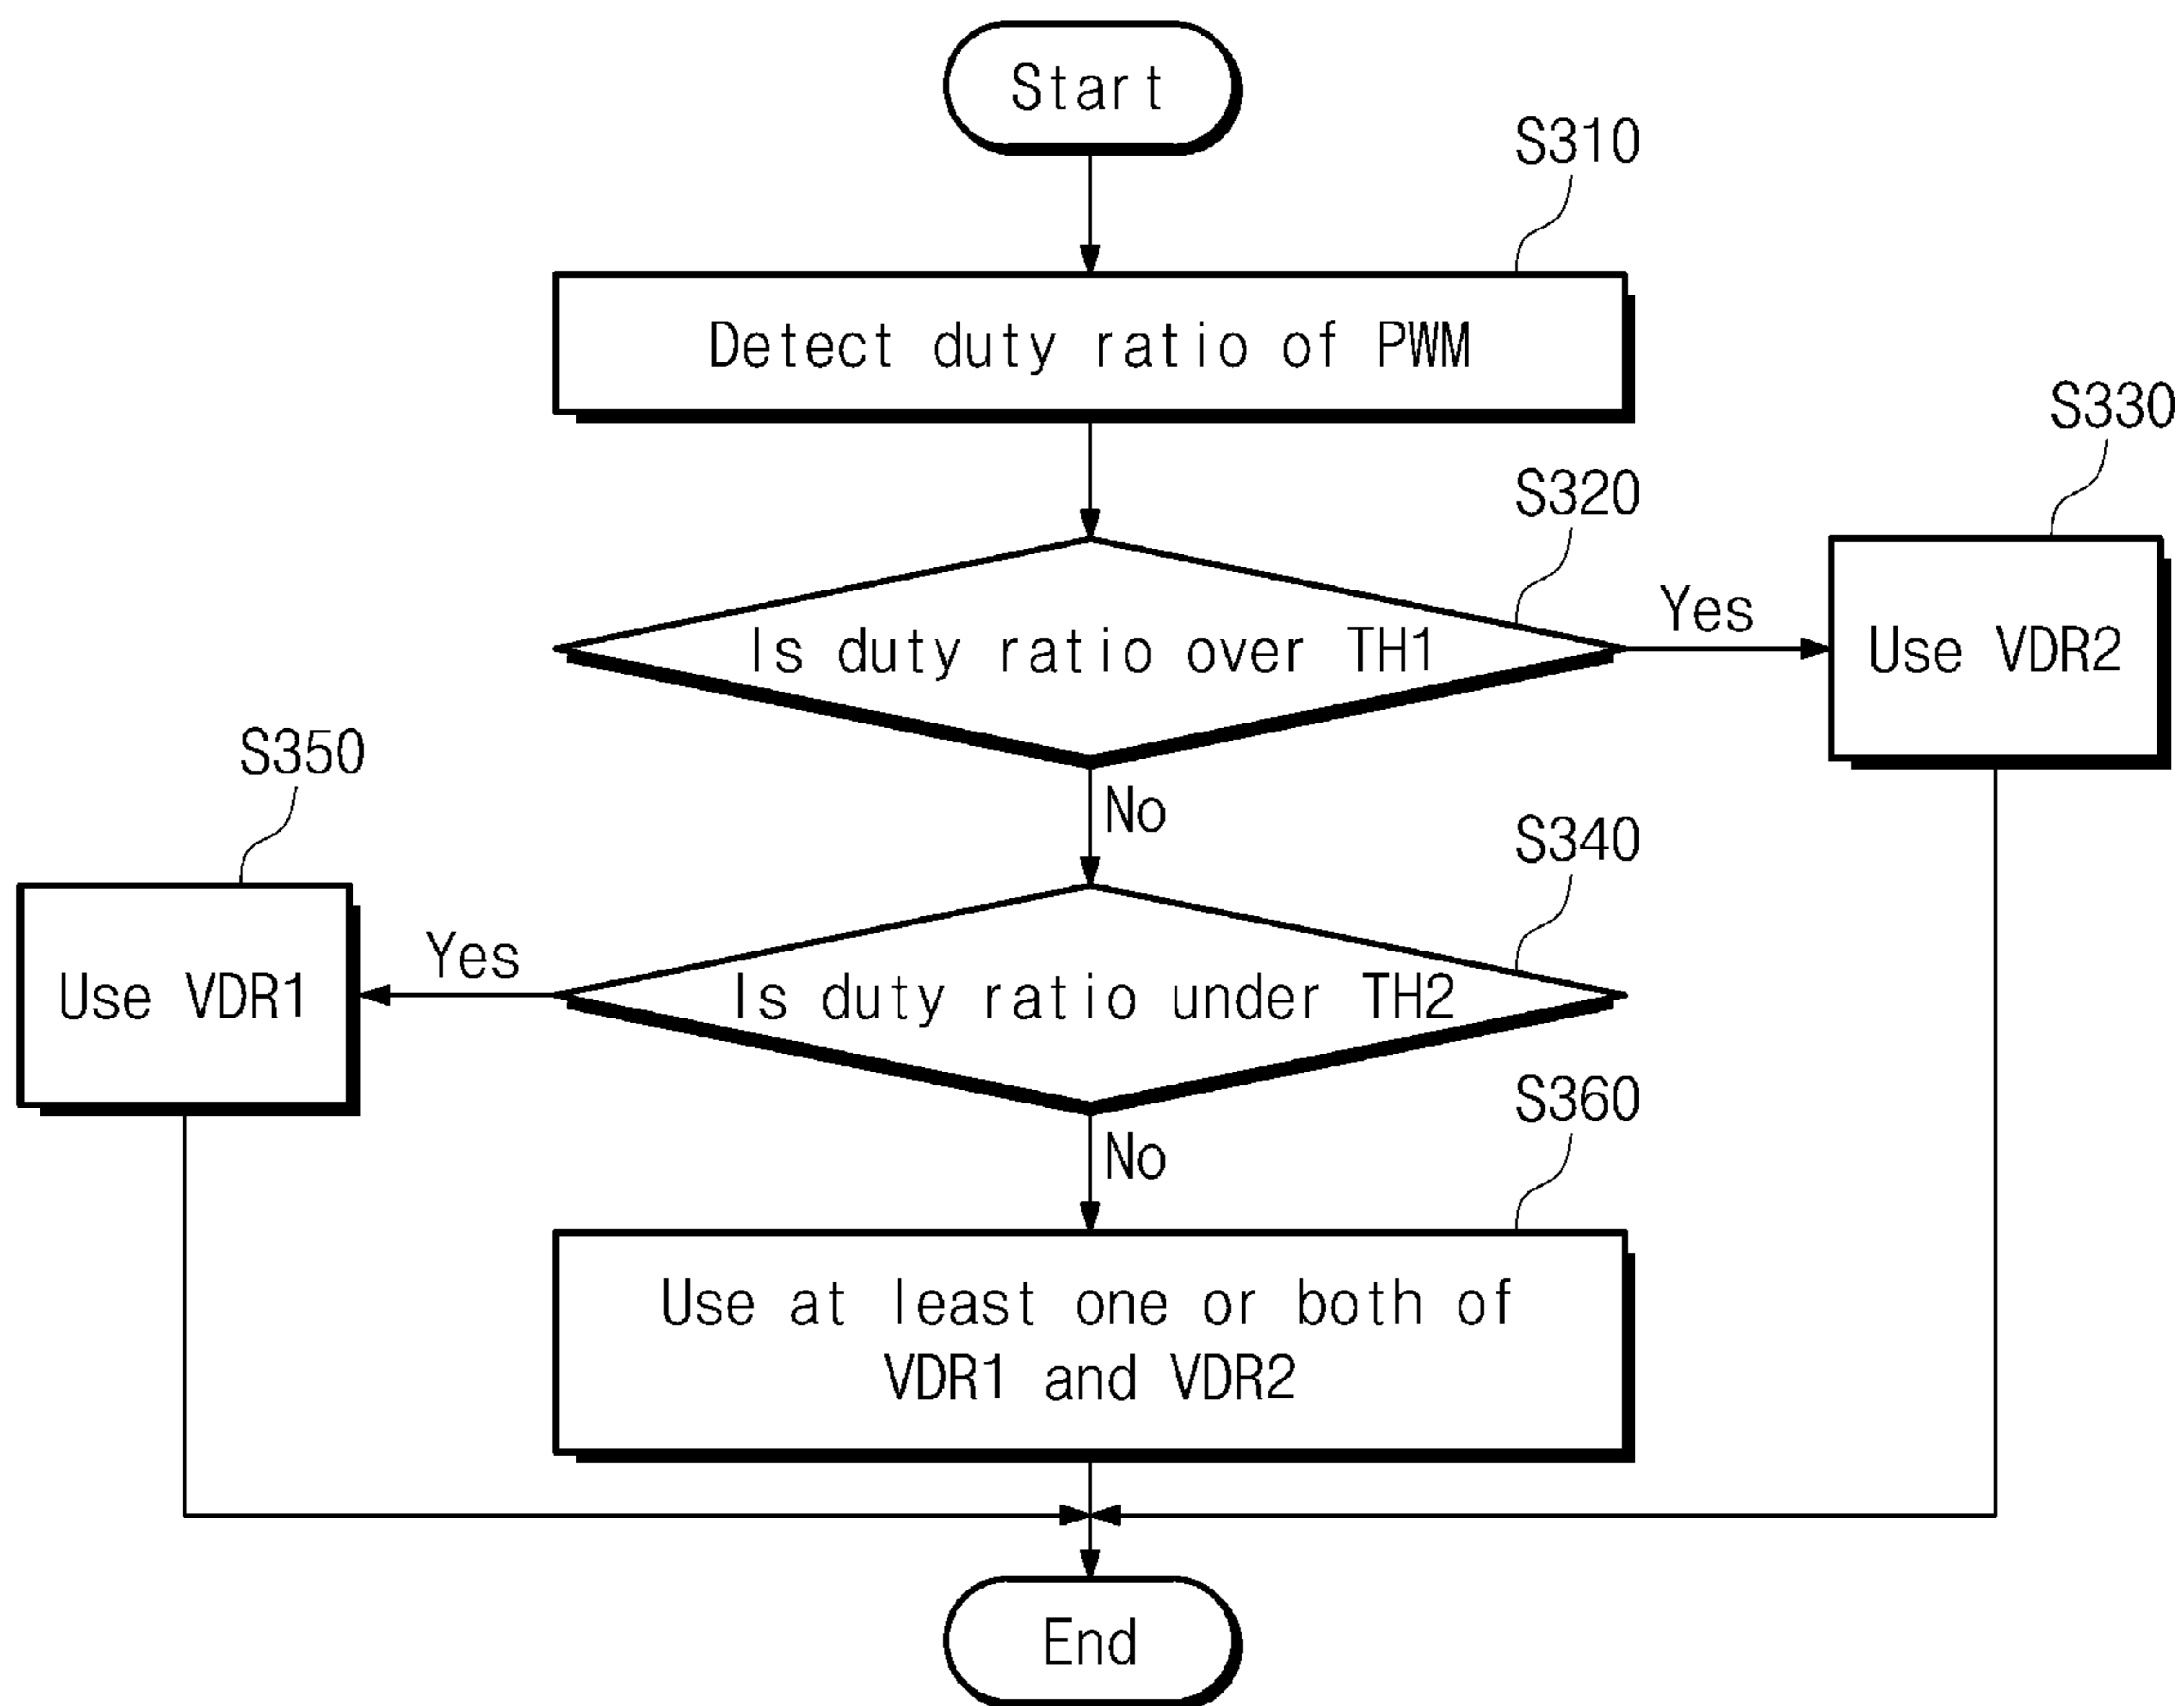 Start
S310
Detect duty ratio of PWM
S330
S320
Is duty ratio over TH1
Yes
Use VDR2
S350
No
S340
Use VDR1
Yes
Is duty ratio under TH2
S360
No
Use at least one or both of
VDR1 and VDR2
End